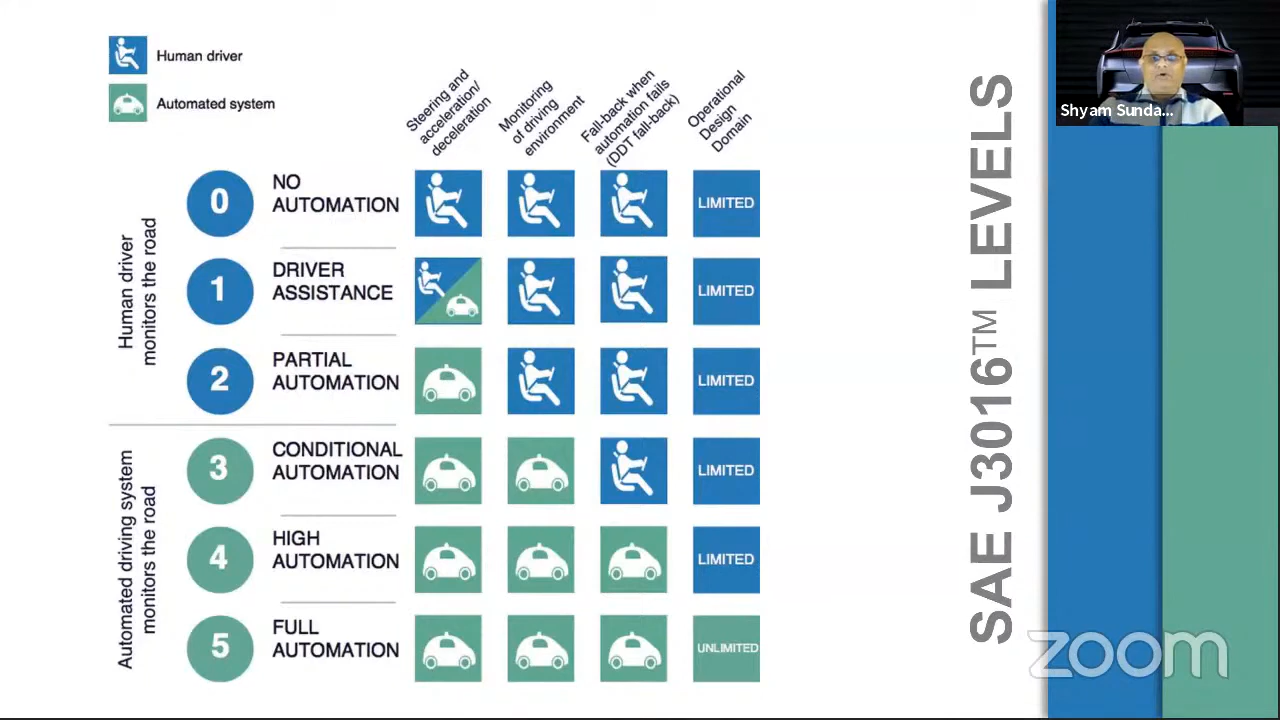 Human driver
Automated system
Steering and
acceleration/
deceleration
Monitoring
of driving
environment
Fall-back when
automation fails
(DDT fall-back)
Operational
Design
Domain
Human driver
monitors the road
0
NO
AUTOMATION
LIMITED
1
DRIVER
ASSISTANCE
LIMITED
2
PARTIAL
AUTOMATION
LIMITED
Automated driving system
monitors the road
3
CONDITIONAL
AUTOMATION
LIMITED
4
HIGH
AUTOMATION
LIMITED
5
FULL
AUTOMATION
UNLIMITED
SAE J3016™ LEVELS
Shyam Sunda...
zoom